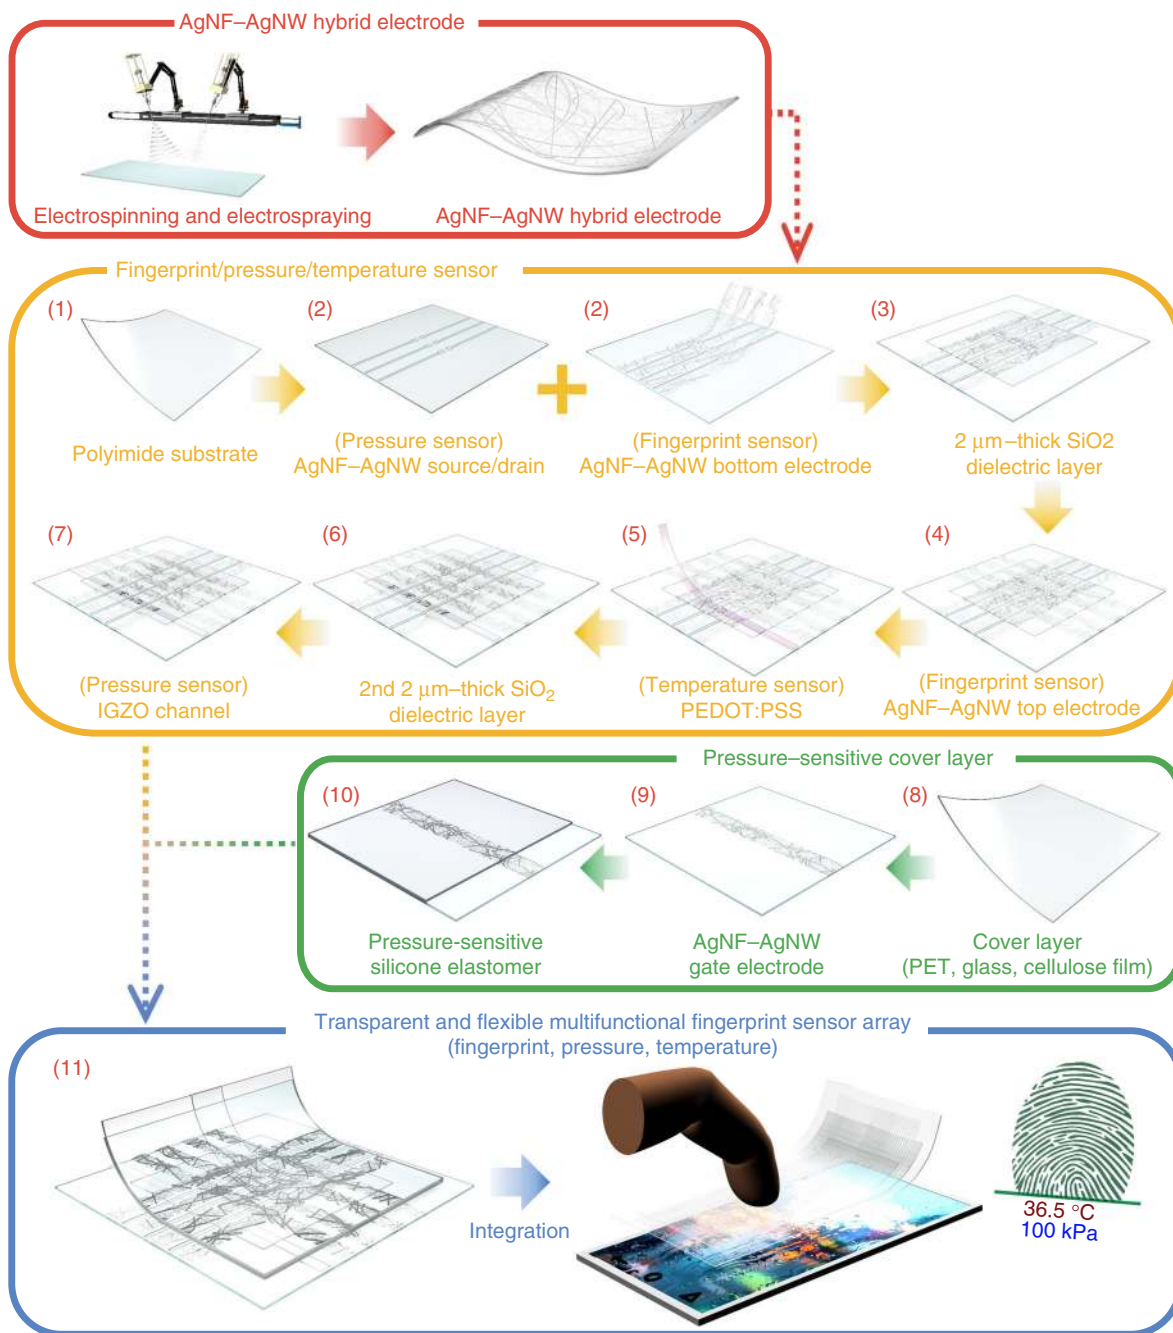 AgNF–AgNW hybrid electrode
Electrospinning and electrospraying
AgNF–AgNW hybrid electrode
Fingerprint/pressure/temperature sensor
(1)
Polyimide substrate
(2)
(Pressure sensor)
AgNF–AgNW source/drain
(2)
(Fingerprint sensor)
AgNF–AgNW bottom electrode
(3)
2 μm–thick SiO2
dielectric layer
(4)
(Fingerprint sensor)
AgNF–AgNW top electrode
(5)
(Temperature sensor)
PEDOT:PSS
(6)
2nd 2 μm–thick SiO₂
dielectric layer
(7)
(Pressure sensor)
IGZO channel
Pressure–sensitive cover layer
(8)
Cover layer
(PET, glass, cellulose film)
(9)
AgNF–AgNW
gate electrode
(10)
Pressure-sensitive
silicone elastomer
Transparent and flexible multifunctional fingerprint sensor array
(fingerprint, pressure, temperature)
(11)
Integration
36.5 °C
100 kPa